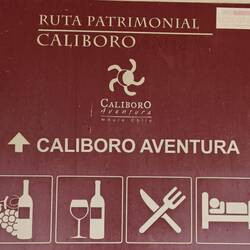 RUTA PATRIMONIAL
CALIBORO
CALIBORO
Aventura
Maule Chile
CALIBORO AVENTURA